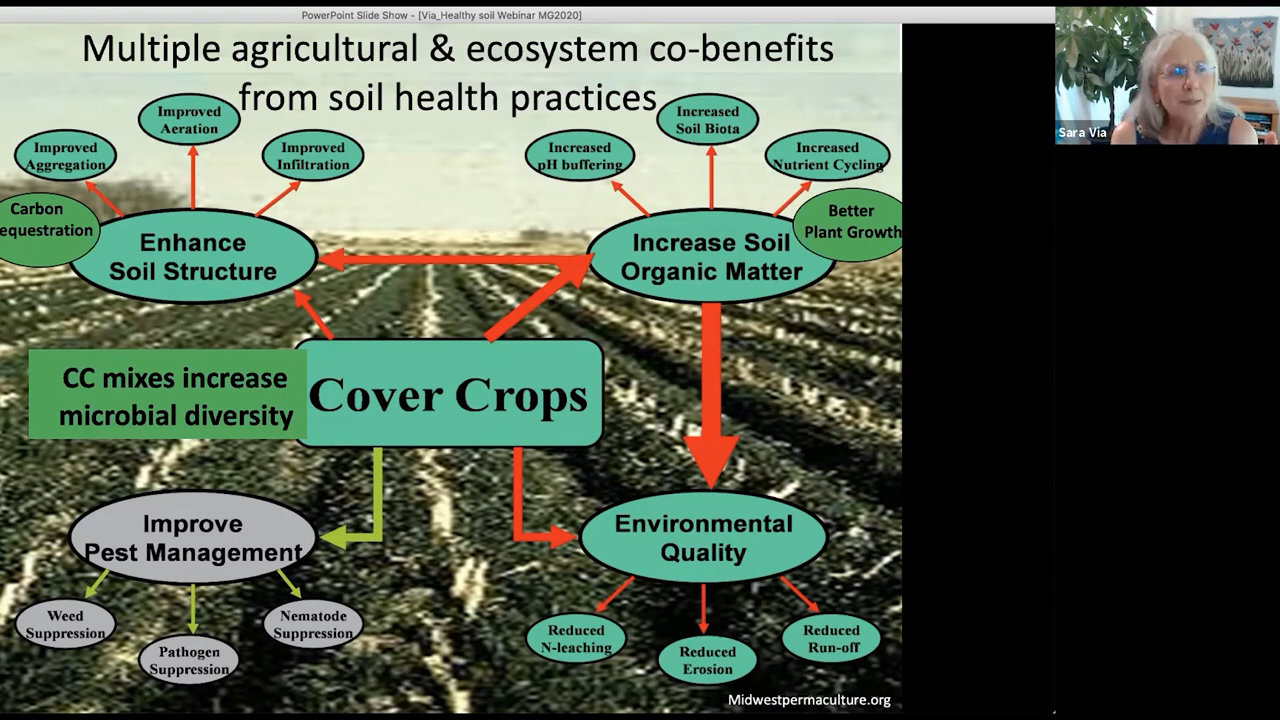 PowerPoint Slide Show - [Via_Healthy soil Webinar MG2020]
Multiple agricultural & ecosystem co-benefits
from soil health practices
Improved
Aeration
Improved
Aggregation
Improved
Infiltration
Increased
Soil Biota
Increased
pH buffering
Increased
Nutrient Cycling
Carbon
equestration
Enhance
Soil Structure
Increase Soil
Organic Matter
Better
Plant Growth
CC mixes increase
microbial diversity
Cover Crops
Improve
Pest Management
Environmental
Quality
Weed
Suppression
Pathogen
Suppression
Nematode
Suppression
Reduced
N-leaching
Reduced
Erosion
Reduced
Run-off
Midwestpermaculture.org
Sara Via